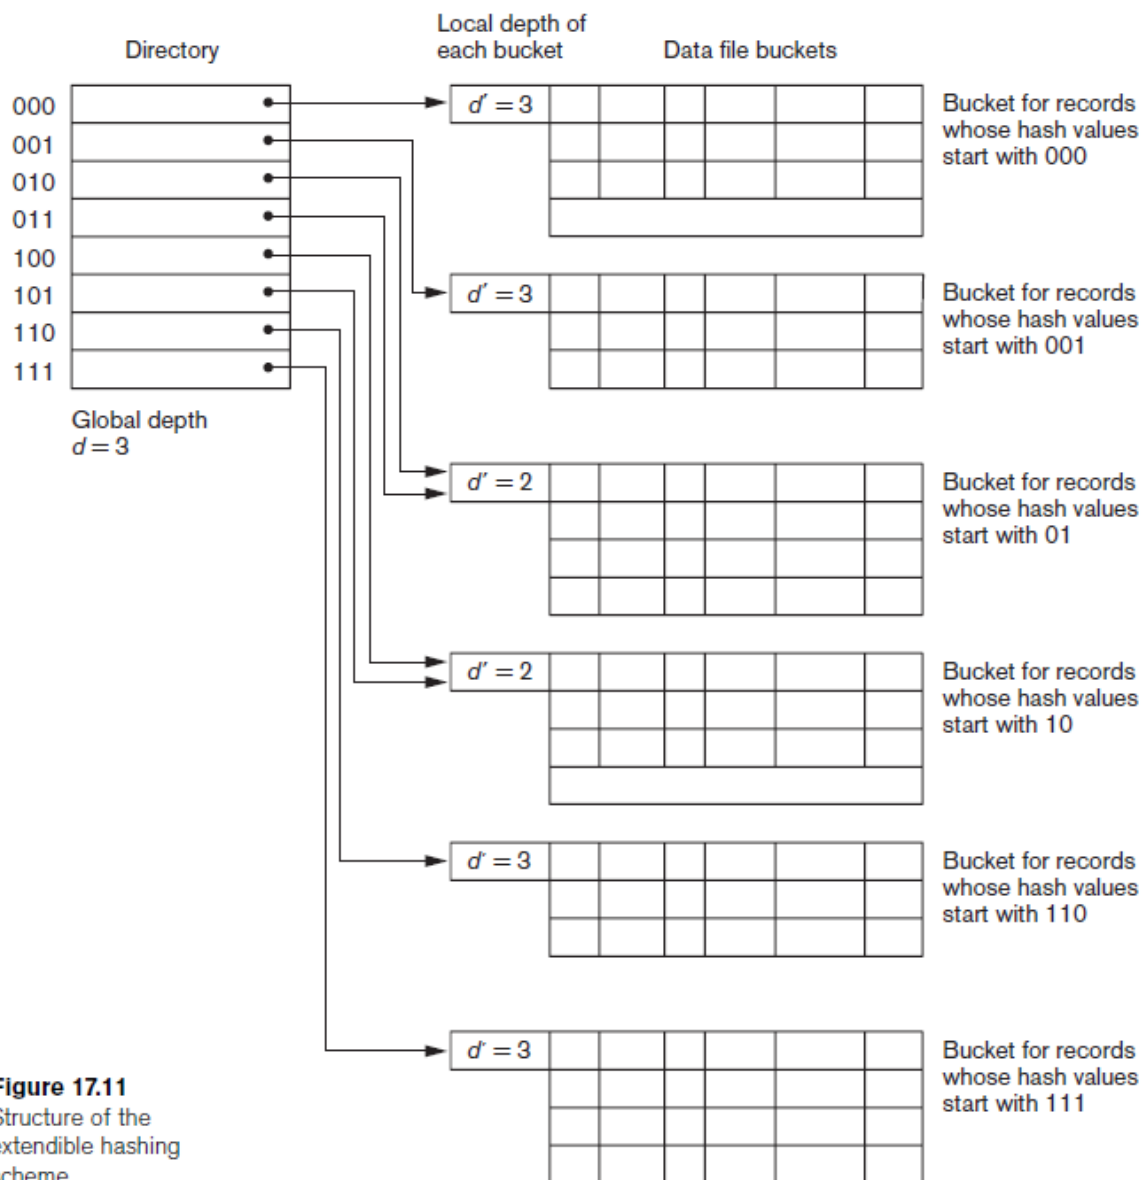 Directory
Local depth of
each bucket
Data file buckets
000
001
010
011
100
101
110
111
Global depth
d = 3
d′ = 3
Bucket for records
whose hash values
start with 000
d′ = 3
Bucket for records
whose hash values
start with 001
d′ = 2
Bucket for records
whose hash values
start with 01
d′ = 2
Bucket for records
whose hash values
start with 10
d′ = 3
Bucket for records
whose hash values
start with 110
d′ = 3
Bucket for records
whose hash values
start with 111
Figure 17.11
Structure of the
extendible hashing
scheme